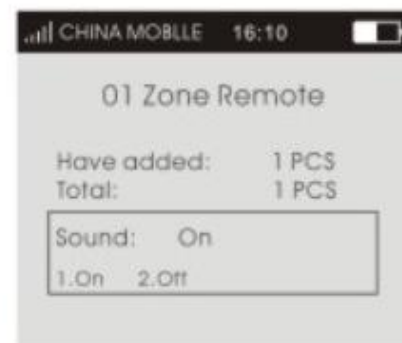 CHINA MOBLLE 16:10
01 Zone Remote
Have added: 1 PCS
Total: 1 PCS
Sound: On
1.On 2.Off